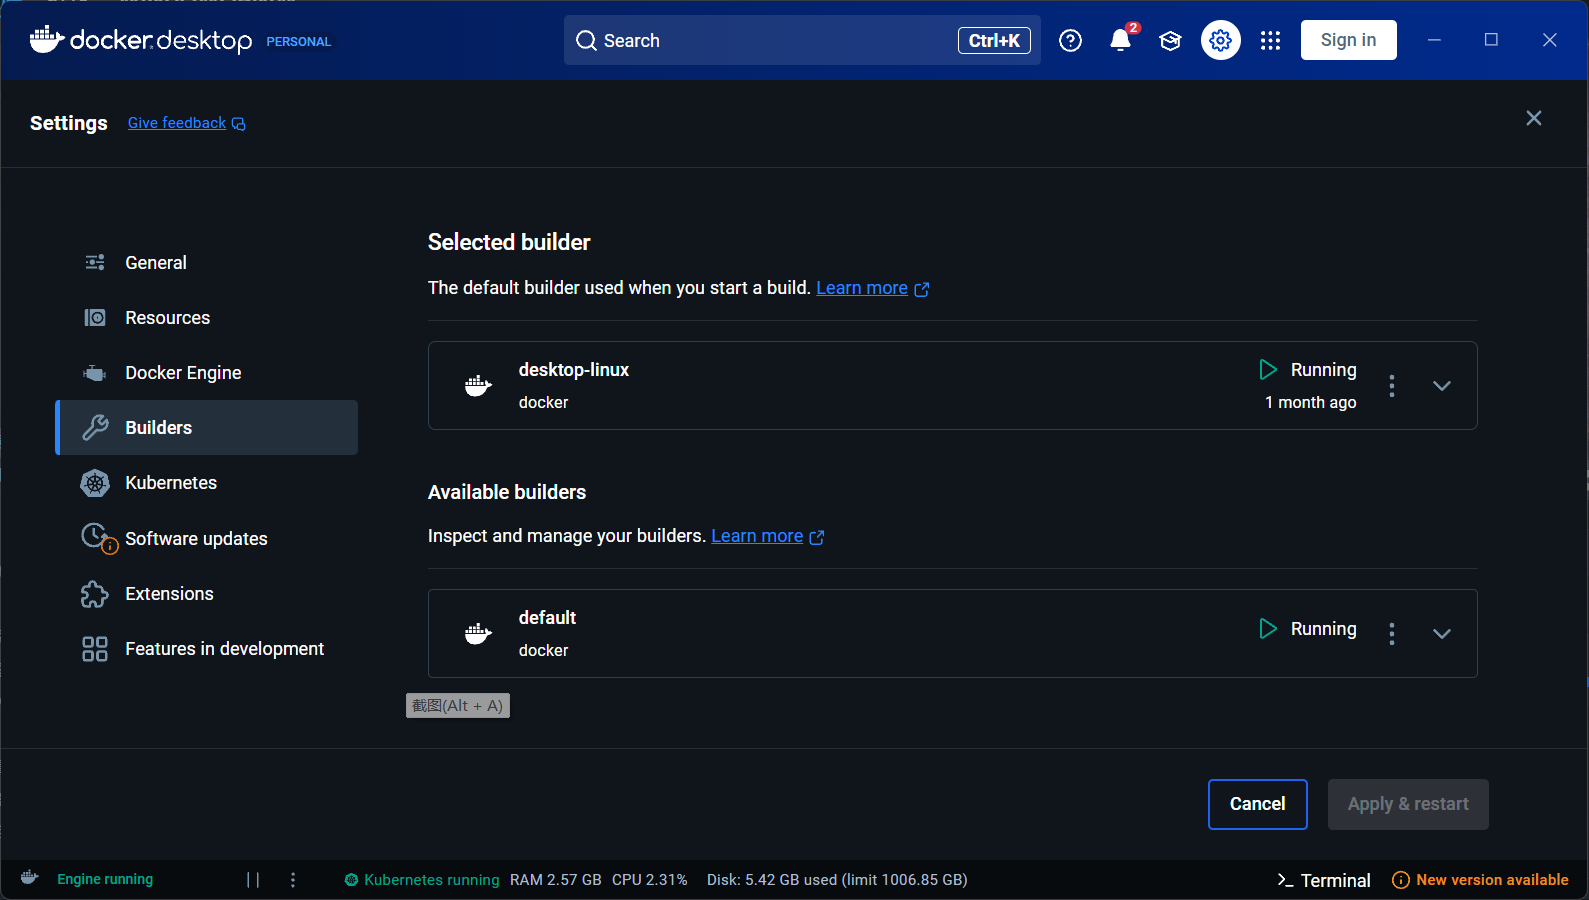 docker desktop PERSONAL
Search
Ctrl+K
2
Sign in
Settings
Give feedback
General
Resources
Docker Engine
Builders
Kubernetes
Software updates
Extensions
Features in development
Selected builder
The default builder used when you start a build. Learn more
desktop-linux
docker
Running
1 month ago
Available builders
Inspect and manage your builders. Learn more
default
docker
Running
截图(Alt + A)
Cancel
Apply & restart
Engine running
Kubernetes running
RAM 2.57 GB CPU 2.31%
Disk: 5.42 GB used (limit 1006.85 GB)
>_ Terminal
New version available